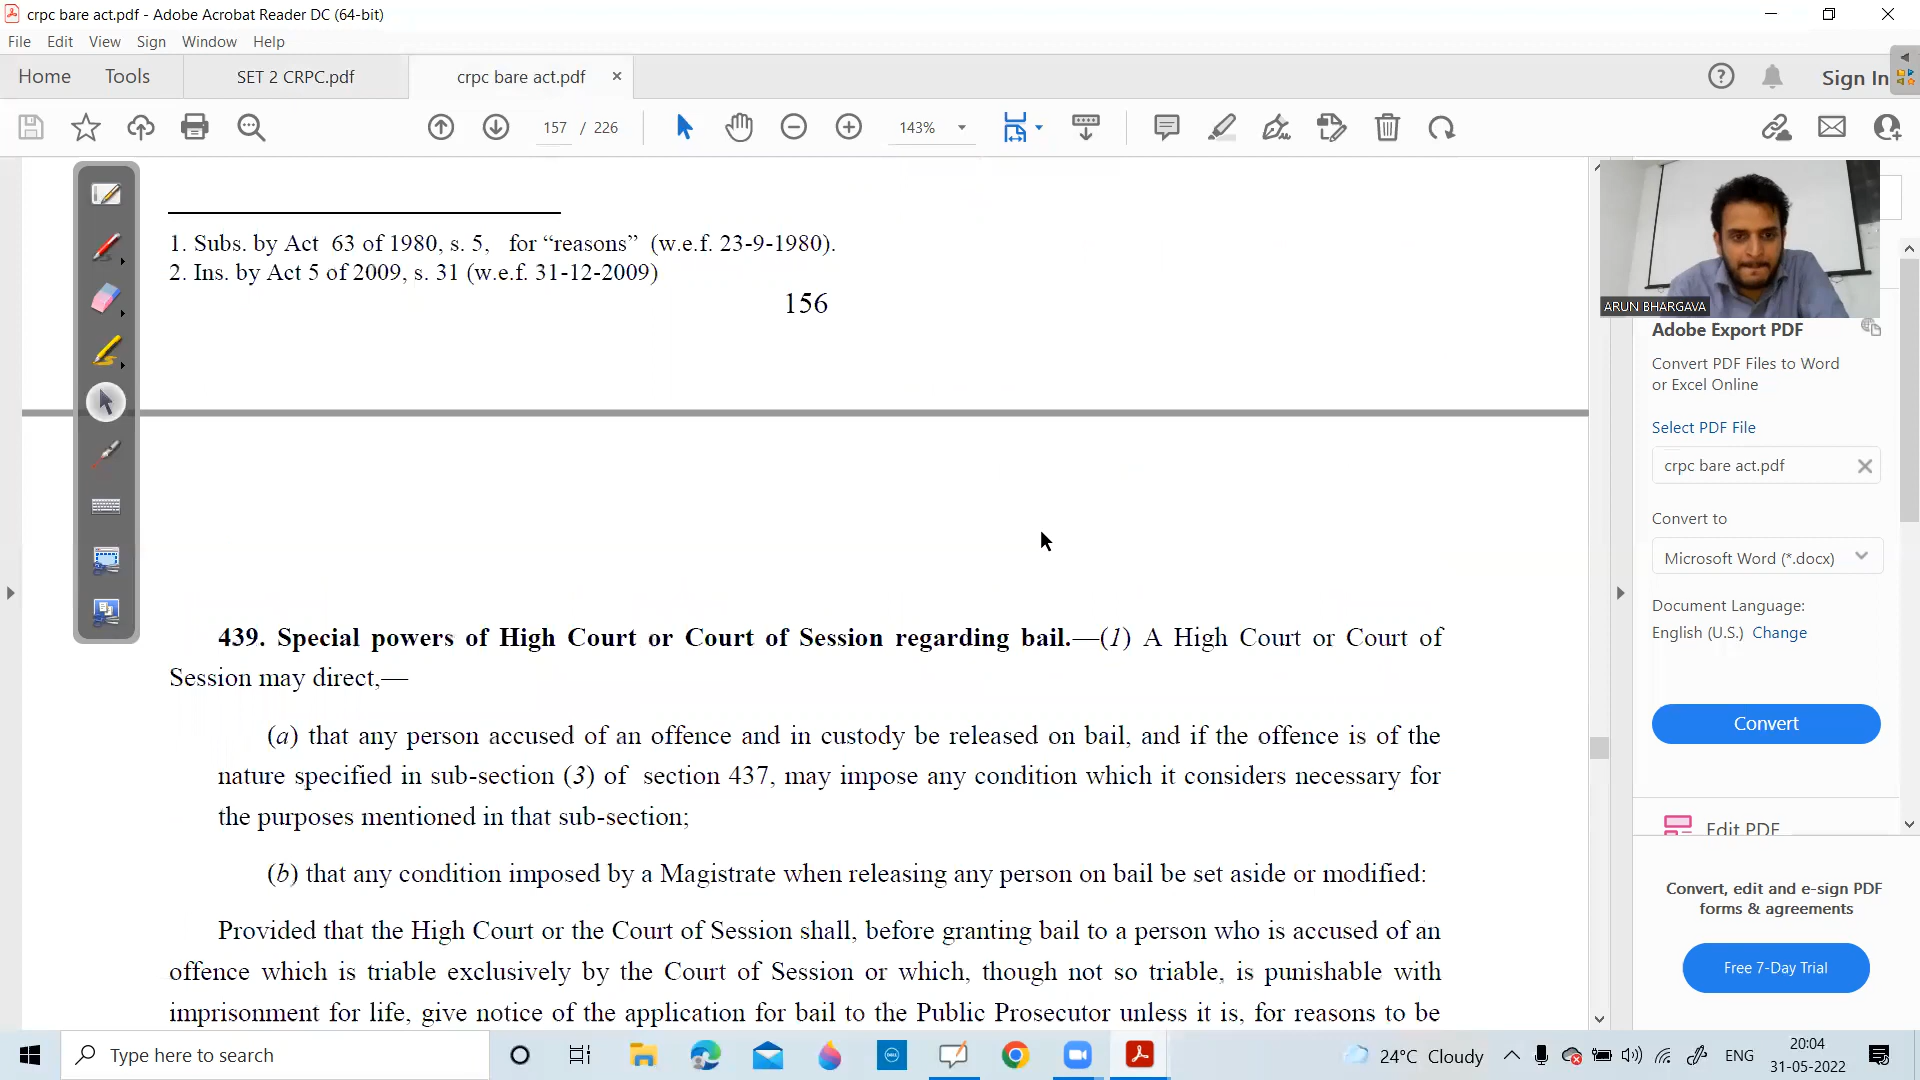 crpc bare act.pdf - Adobe Acrobat Reader DC (64-bit)
File Edit View Sign Window Help
Home Tools SET 2 CRPC.pdf crpc bare act.pdf × Sign In
157 / 226 143%
1. Subs. by Act 63 of 1980, s. 5, for “reasons” (w.e.f. 23-9-1980).
2. Ins. by Act 5 of 2009, s. 31 (w.e.f. 31-12-2009)
156
439. Special powers of High Court or Court of Session regarding bail.—(1) A High Court or Court of
Session may direct,—
(a) that any person accused of an offence and in custody be released on bail, and if the offence is of the
nature specified in sub-section (3) of section 437, may impose any condition which it considers necessary for
the purposes mentioned in that sub-section;
(b) that any condition imposed by a Magistrate when releasing any person on bail be set aside or modified:
Provided that the High Court or the Court of Session shall, before granting bail to a person who is accused of an
offence which is triable exclusively by the Court of Session or which, though not so triable, is punishable with
imprisonment for life, give notice of the application for bail to the Public Prosecutor unless it is, for reasons to be
ARUN BHARGAVA
Adobe Export PDF
Convert PDF Files to Word
or Excel Online
Select PDF File
crpc bare act.pdf
Convert to
Microsoft Word (*.docx)
Document Language:
English (U.S.) Change
Convert
Edit PDF
Convert, edit and e-sign PDF
forms & agreements
Free 7-Day Trial
Type here to search
DELL
24°C Cloudy
ENG
20:04
31-05-2022